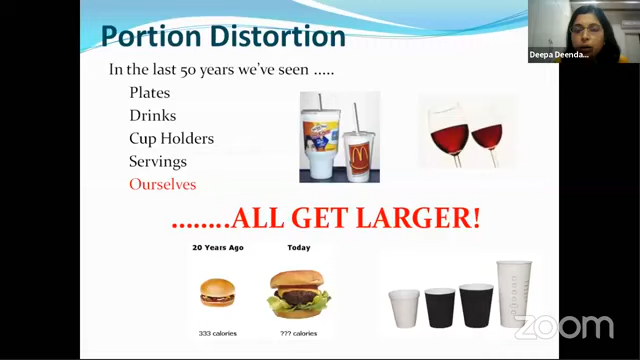 Portion Distortion
In the last 50 years we've seen .....
Plates
Drinks
Cup Holders
Servings
Ourselves
........ALL GET LARGER!
20 Years Ago
Today
333 calories
??? calories
Deepa Deenda...
zoom